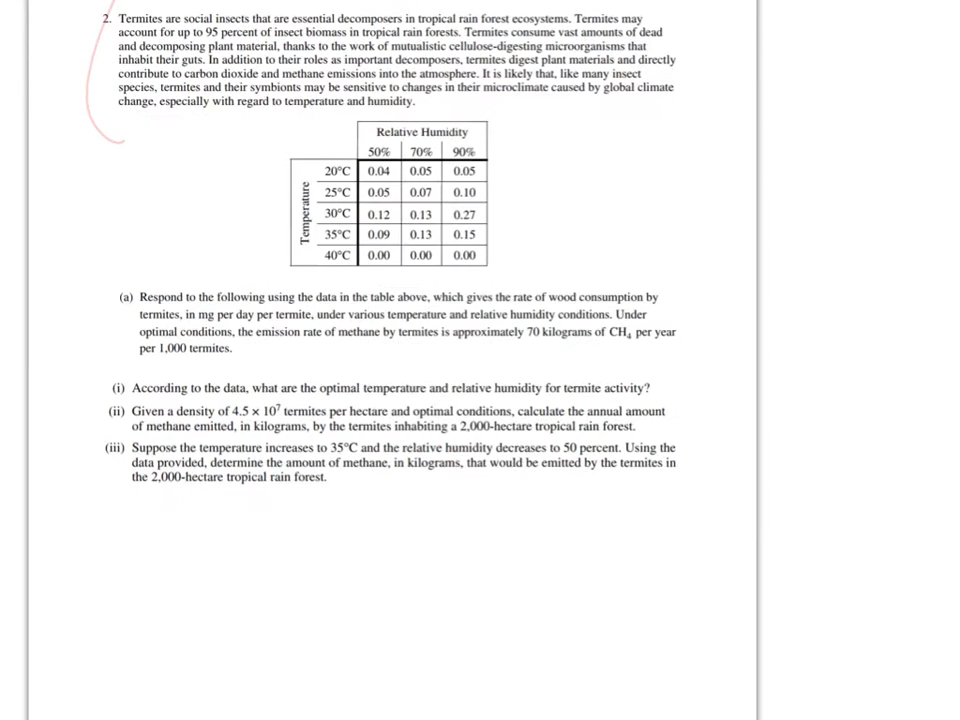 2. Termites are social insects that are essential decomposers in tropical rain forest ecosystems. Termites may
account for up to 95 percent of insect biomass in tropical rain forests. Termites consume vast amounts of dead
and decomposing plant material, thanks to the work of mutualistic cellulose-digesting microorganisms that
inhabit their guts. In addition to their roles as important decomposers, termites digest plant materials and directly
contribute to carbon dioxide and methane emissions into the atmosphere. It is likely that, like many insect
species, termites and their symbionts may be sensitive to changes in their microclimate caused by global climate
change, especially with regard to temperature and humidity.
Relative Humidity
50% 70% 90%
Temperature
20°C 0.04 0.05 0.05
25°C 0.05 0.07 0.10
30°C 0.12 0.13 0.27
35°C 0.09 0.13 0.15
40°C 0.00 0.00 0.00
(a) Respond to the following using the data in the table above, which gives the rate of wood consumption by
termites, in mg per day per termite, under various temperature and relative humidity conditions. Under
optimal conditions, the emission rate of methane by termites is approximately 70 kilograms of CH₄ per year
per 1,000 termites.
(i) According to the data, what are the optimal temperature and relative humidity for termite activity?
(ii) Given a density of 4.5 × 10⁷ termites per hectare and optimal conditions, calculate the annual amount
of methane emitted, in kilograms, by the termites inhabiting a 2,000-hectare tropical rain forest.
(iii) Suppose the temperature increases to 35°C and the relative humidity decreases to 50 percent. Using the
data provided, determine the amount of methane, in kilograms, that would be emitted by the termites in
the 2,000-hectare tropical rain forest.